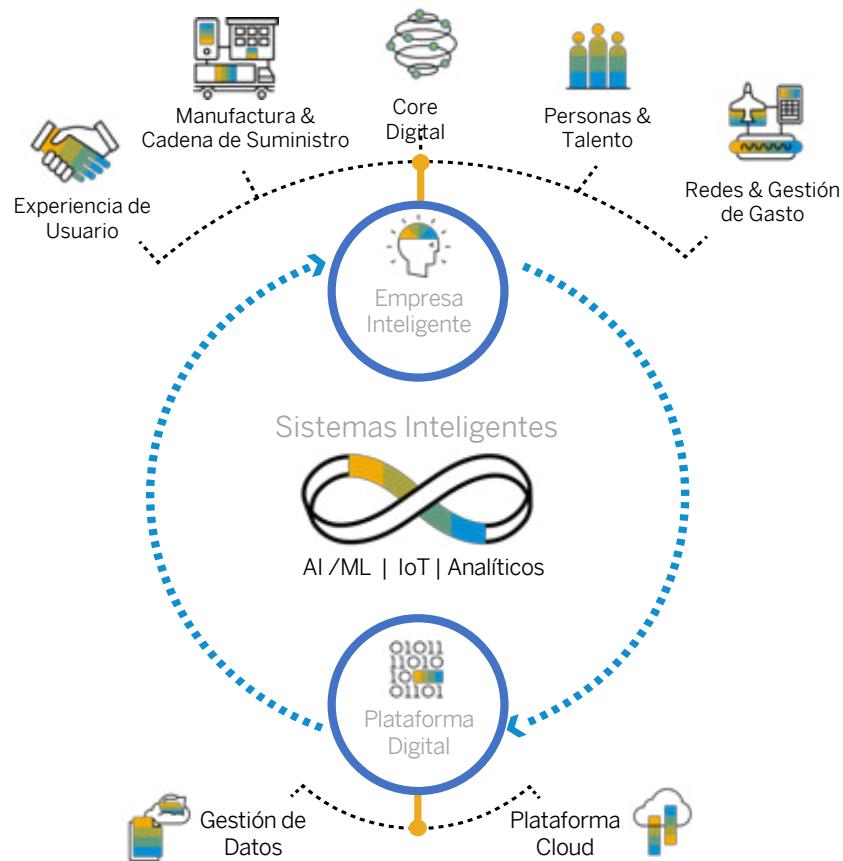 Experiencia de
Usuario
Manufactura &
Cadena de Suministro
Core
Digital
Personas &
Talento
Redes & Gestión
de Gasto
Empresa
Inteligente
Sistemas Inteligentes
AI /ML | IoT | Analíticos
01011
11010
10
01101
Plataforma
Digital
Gestión de
Datos
Plataforma
Cloud